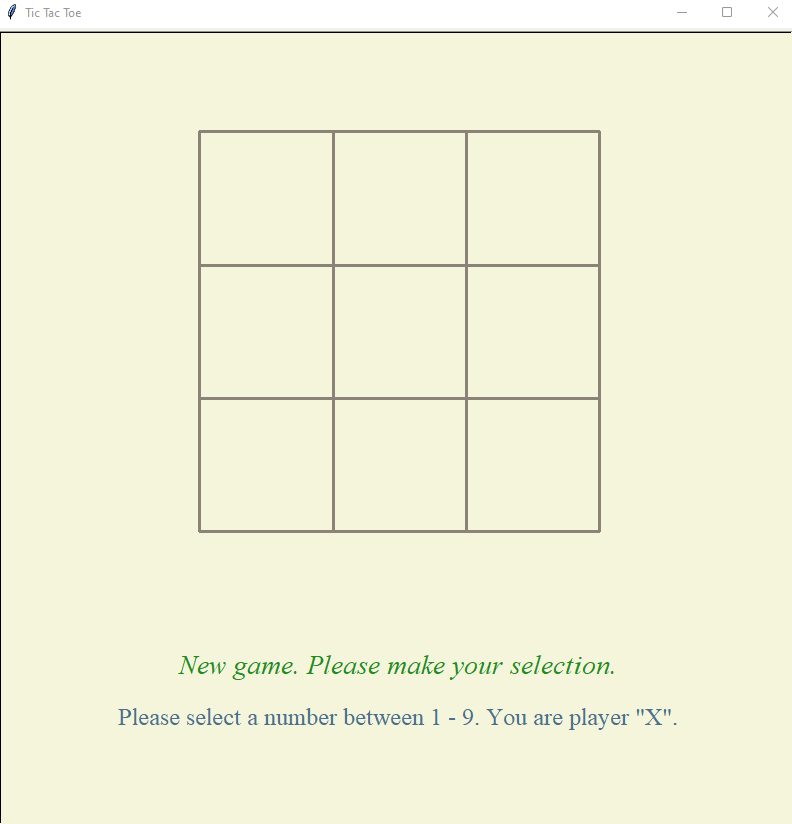 Tic Tac Toe
New game. Please make your selection.
Please select a number between 1 - 9. You are player "X".